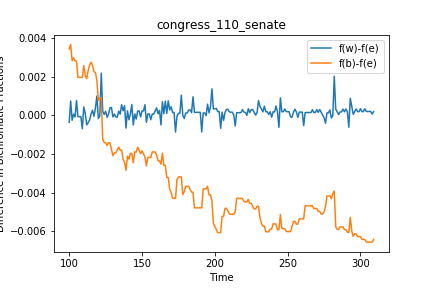 congress_110_senate
f(w)-f(e)
f(b)-f(e)
0.004
0.002
0.000
−0.002
−0.004
−0.006
Difference in Dichromatic Fractions
100
150
200
250
300
Time